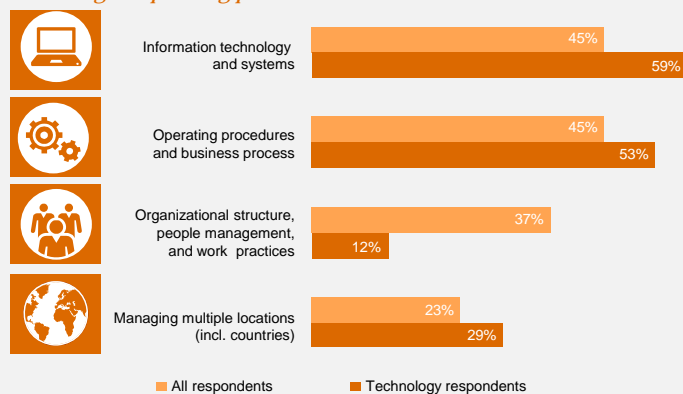 Information technology
and systems
45%
59%
Operating procedures
and business process
45%
53%
Organizational structure,
people management,
and work practices
37%
12%
Managing multiple locations
(incl. countries)
23%
29%
All respondents
Technology respondents